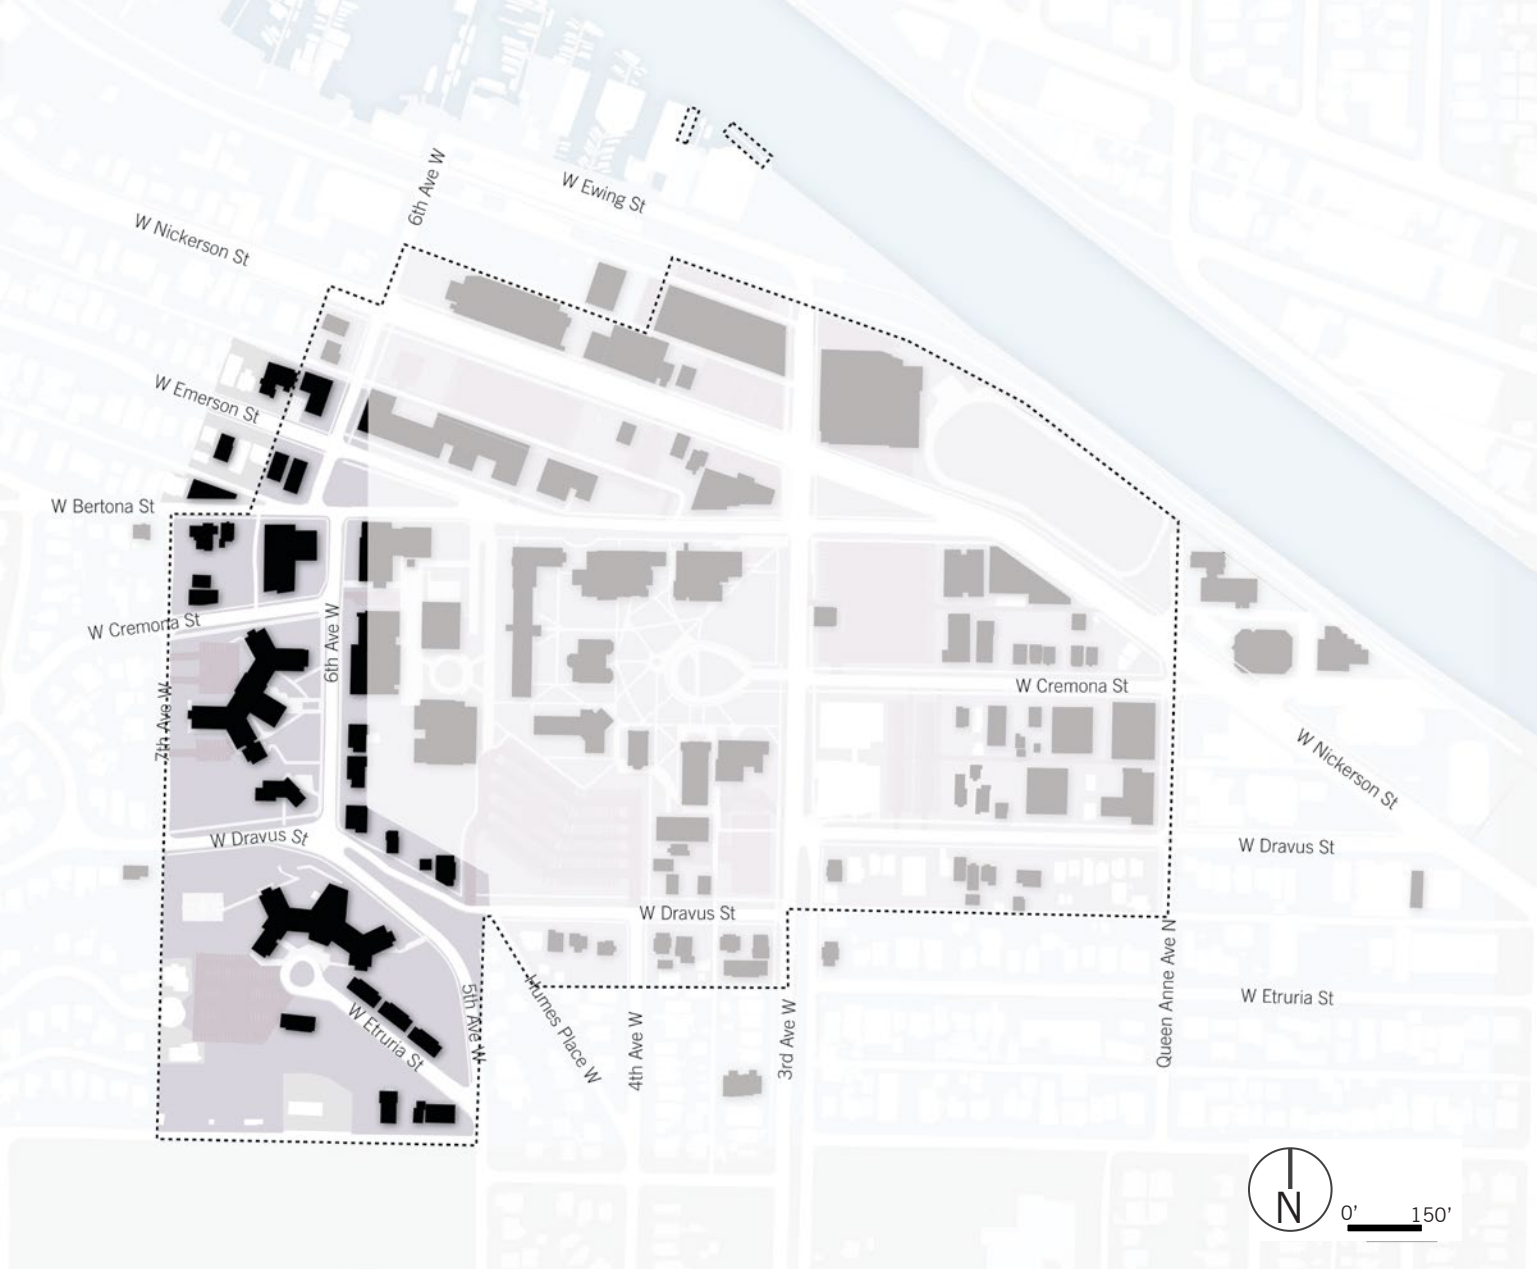 6th Ave W
W Ewing St
W Nickerson St
W Emerson St
W Bertona St
W Cremona St
6th Ave W
7th Ave W
W Cremona St
W Nickerson St
W Dravus St
W Dravus St
W Dravus St
W Etruria St
W Etruria St
5th Ave W
Humes Place W
4th Ave W
3rd Ave W
Queen Anne Ave N
N
0' 150'